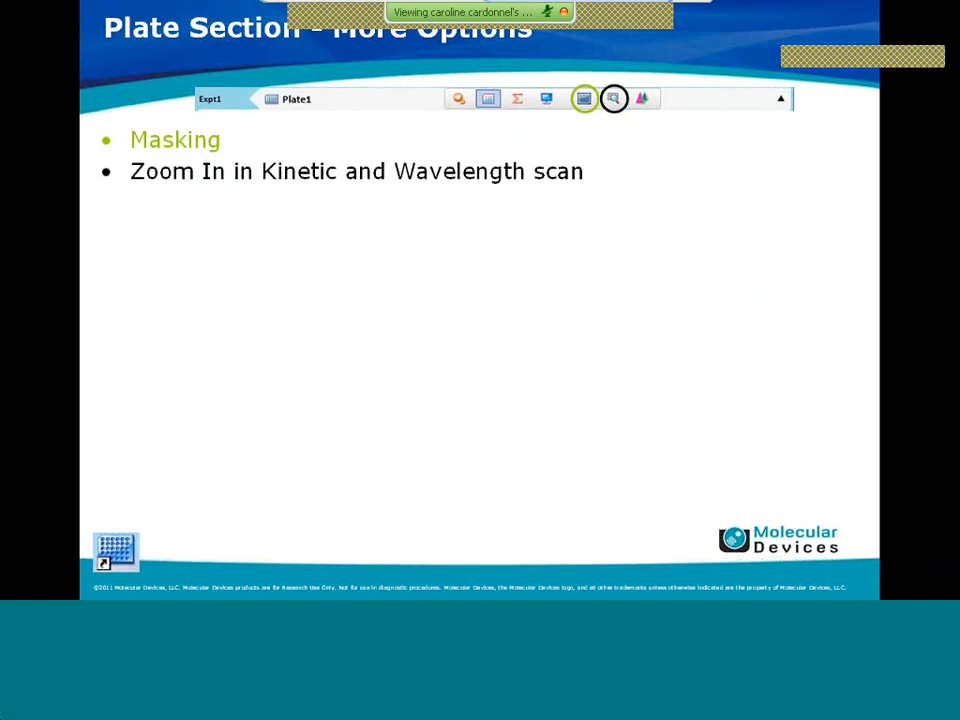 Viewing caroline cardonnel's ...
Plate Section - More Options
Expt1
Plate1
Σ
• Masking
• Zoom In in Kinetic and Wavelength scan
Molecular
Devices
©2011 Molecular Devices, LLC. Molecular Devices products are for Research Use Only. Not for use in diagnostic procedures. Molecular Devices, the Molecular Devices logo, and all other trademarks unless otherwise indicated are the property of Molecular Devices, LLC.